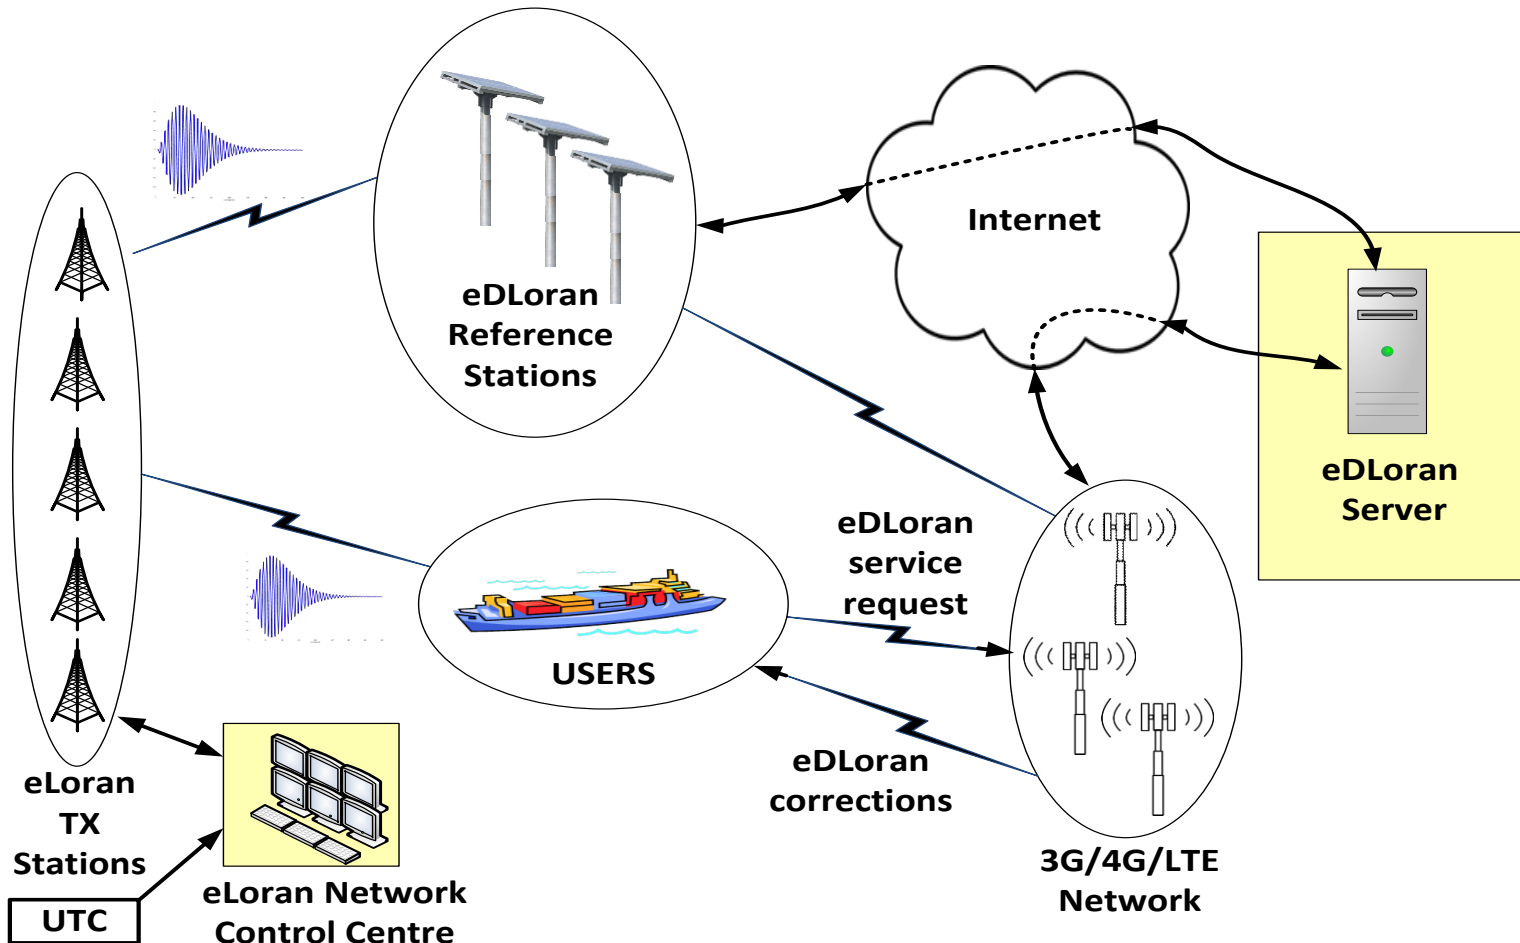 eDLoran
Reference
Stations
Internet
eDLoran
Server
eDLoran
service
request
USERS
eDLoran
corrections
eLoran
TX
Stations
UTC
eLoran Network
Control Centre
3G/4G/LTE
Network